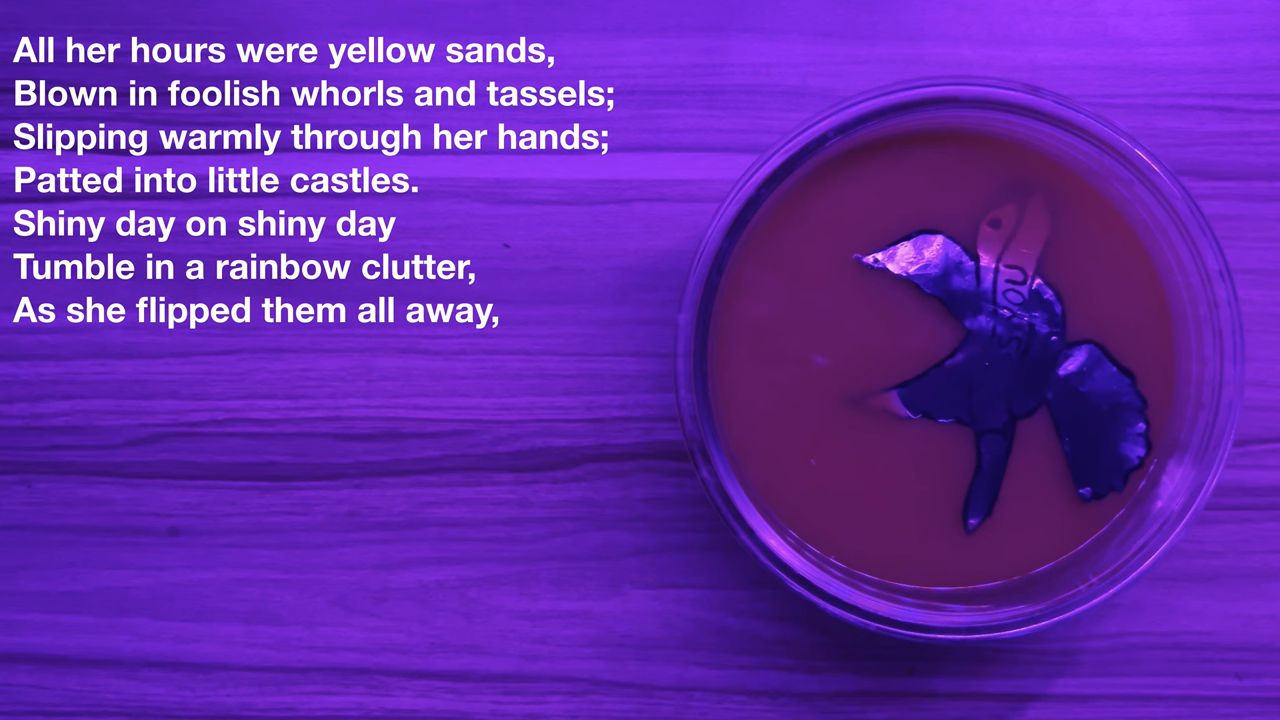 All her hours were yellow sands,
Blown in foolish whorls and tassels;
Slipping warmly through her hands;
Patted into little castles.
Shiny day on shiny day
Tumble in a rainbow clutter,
As she flipped them all away,
YOU